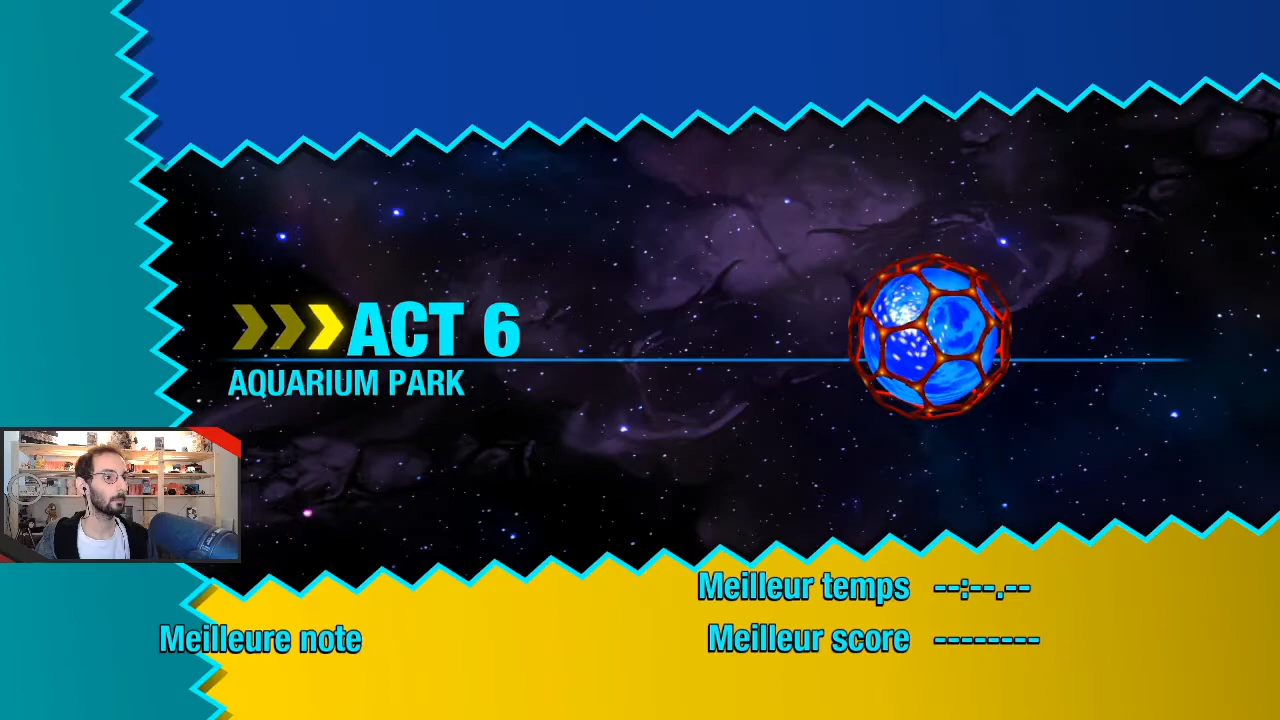 ACT 6
AQUARIUM PARK
Meilleur temps --:--.--
Meilleure note
Meilleur score --------